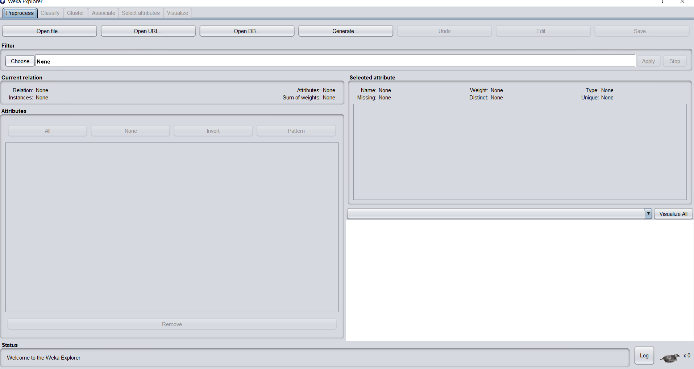 Weka Explorer
Preprocess Classify Cluster Associate Select attributes Visualize
Open file... Open URL... Open DB... Generate... Undo Edit... Save...
Filter
Choose None Apply Stop
Current relation
Relation: None Attributes: None
Instances: None Sum of weights: None
Selected attribute
Name: None Weight: None Type: None
Missing: None Distinct: None Unique: None
Attributes
All None Invert Pattern
Visualize All
Remove
Status
Welcome to the Weka Explorer
Log x 0